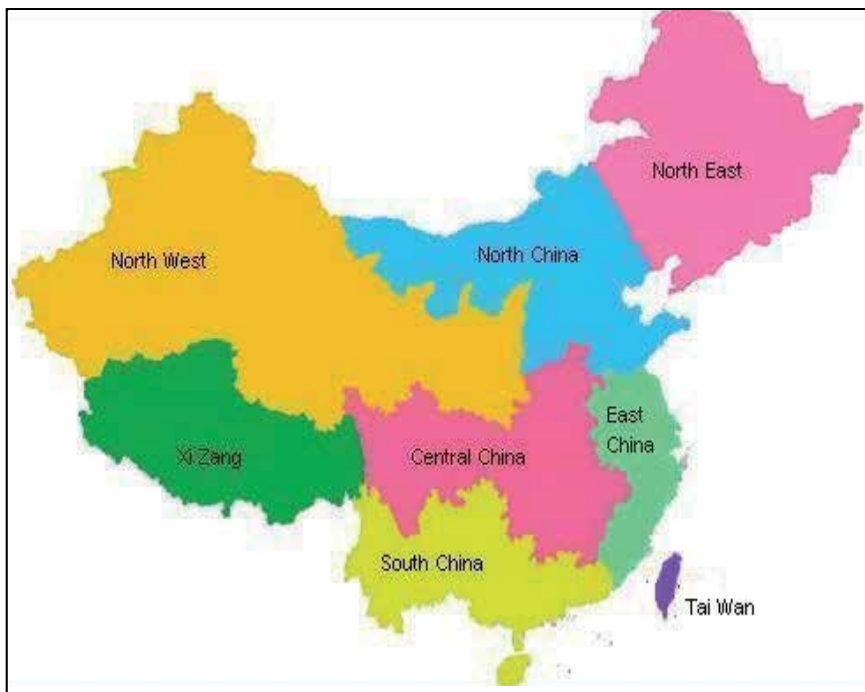 North East
North China
North West
East
China
Xi Zang
Central China
South China
Tai Wan